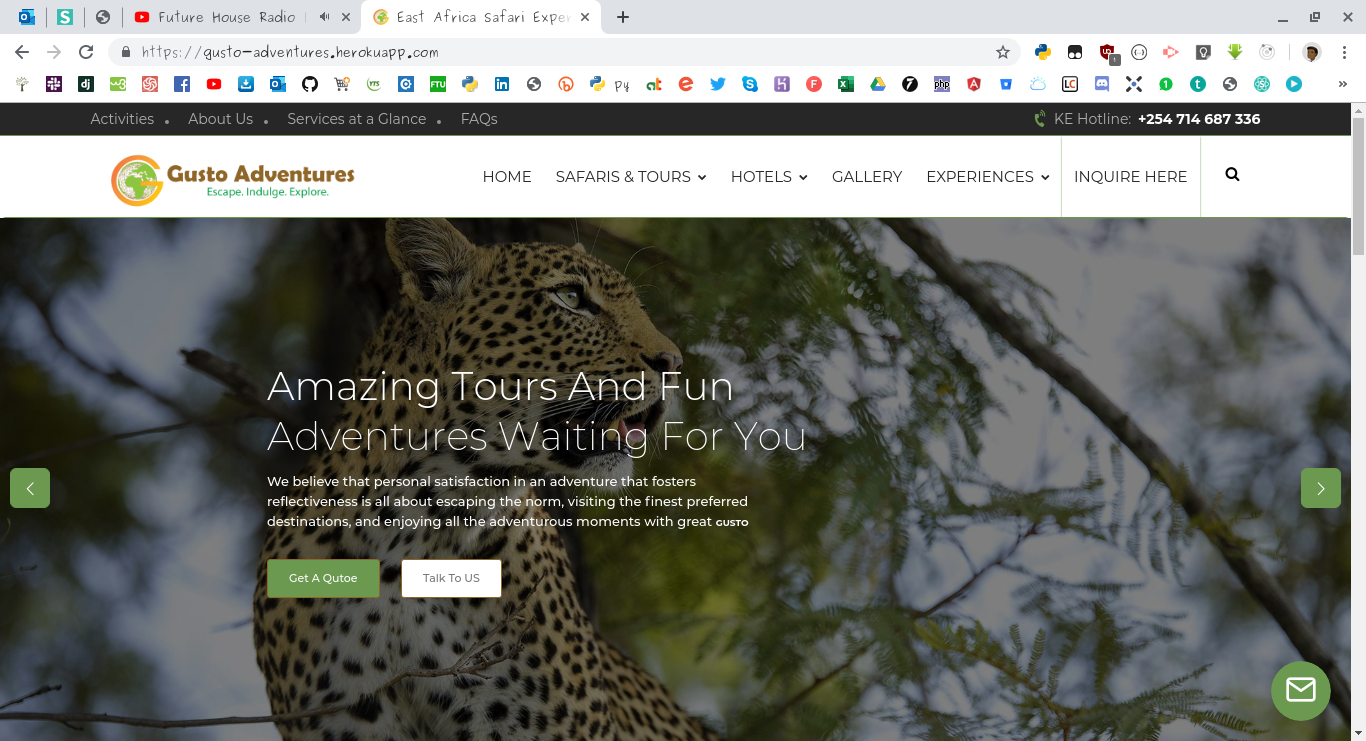 Future House Radio
East Africa Safari Exper
https://gusto-adventures.herokuapp.com
FTU
Py
php
LC
Activities • About Us • Services at a Glance • FAQs
KE Hotline: +254 714 687 336
Gusto Adventures
Escape. Indulge. Explore.
HOME SAFARIS & TOURS HOTELS GALLERY EXPERIENCES INQUIRE HERE
Amazing Tours And Fun
Adventures Waiting For You
We believe that personal satisfaction in an adventure that fosters
reflectiveness is all about escaping the norm, visiting the finest preferred
destinations, and enjoying all the adventurous moments with great GUSTO
Get A Qutoe
Talk To US